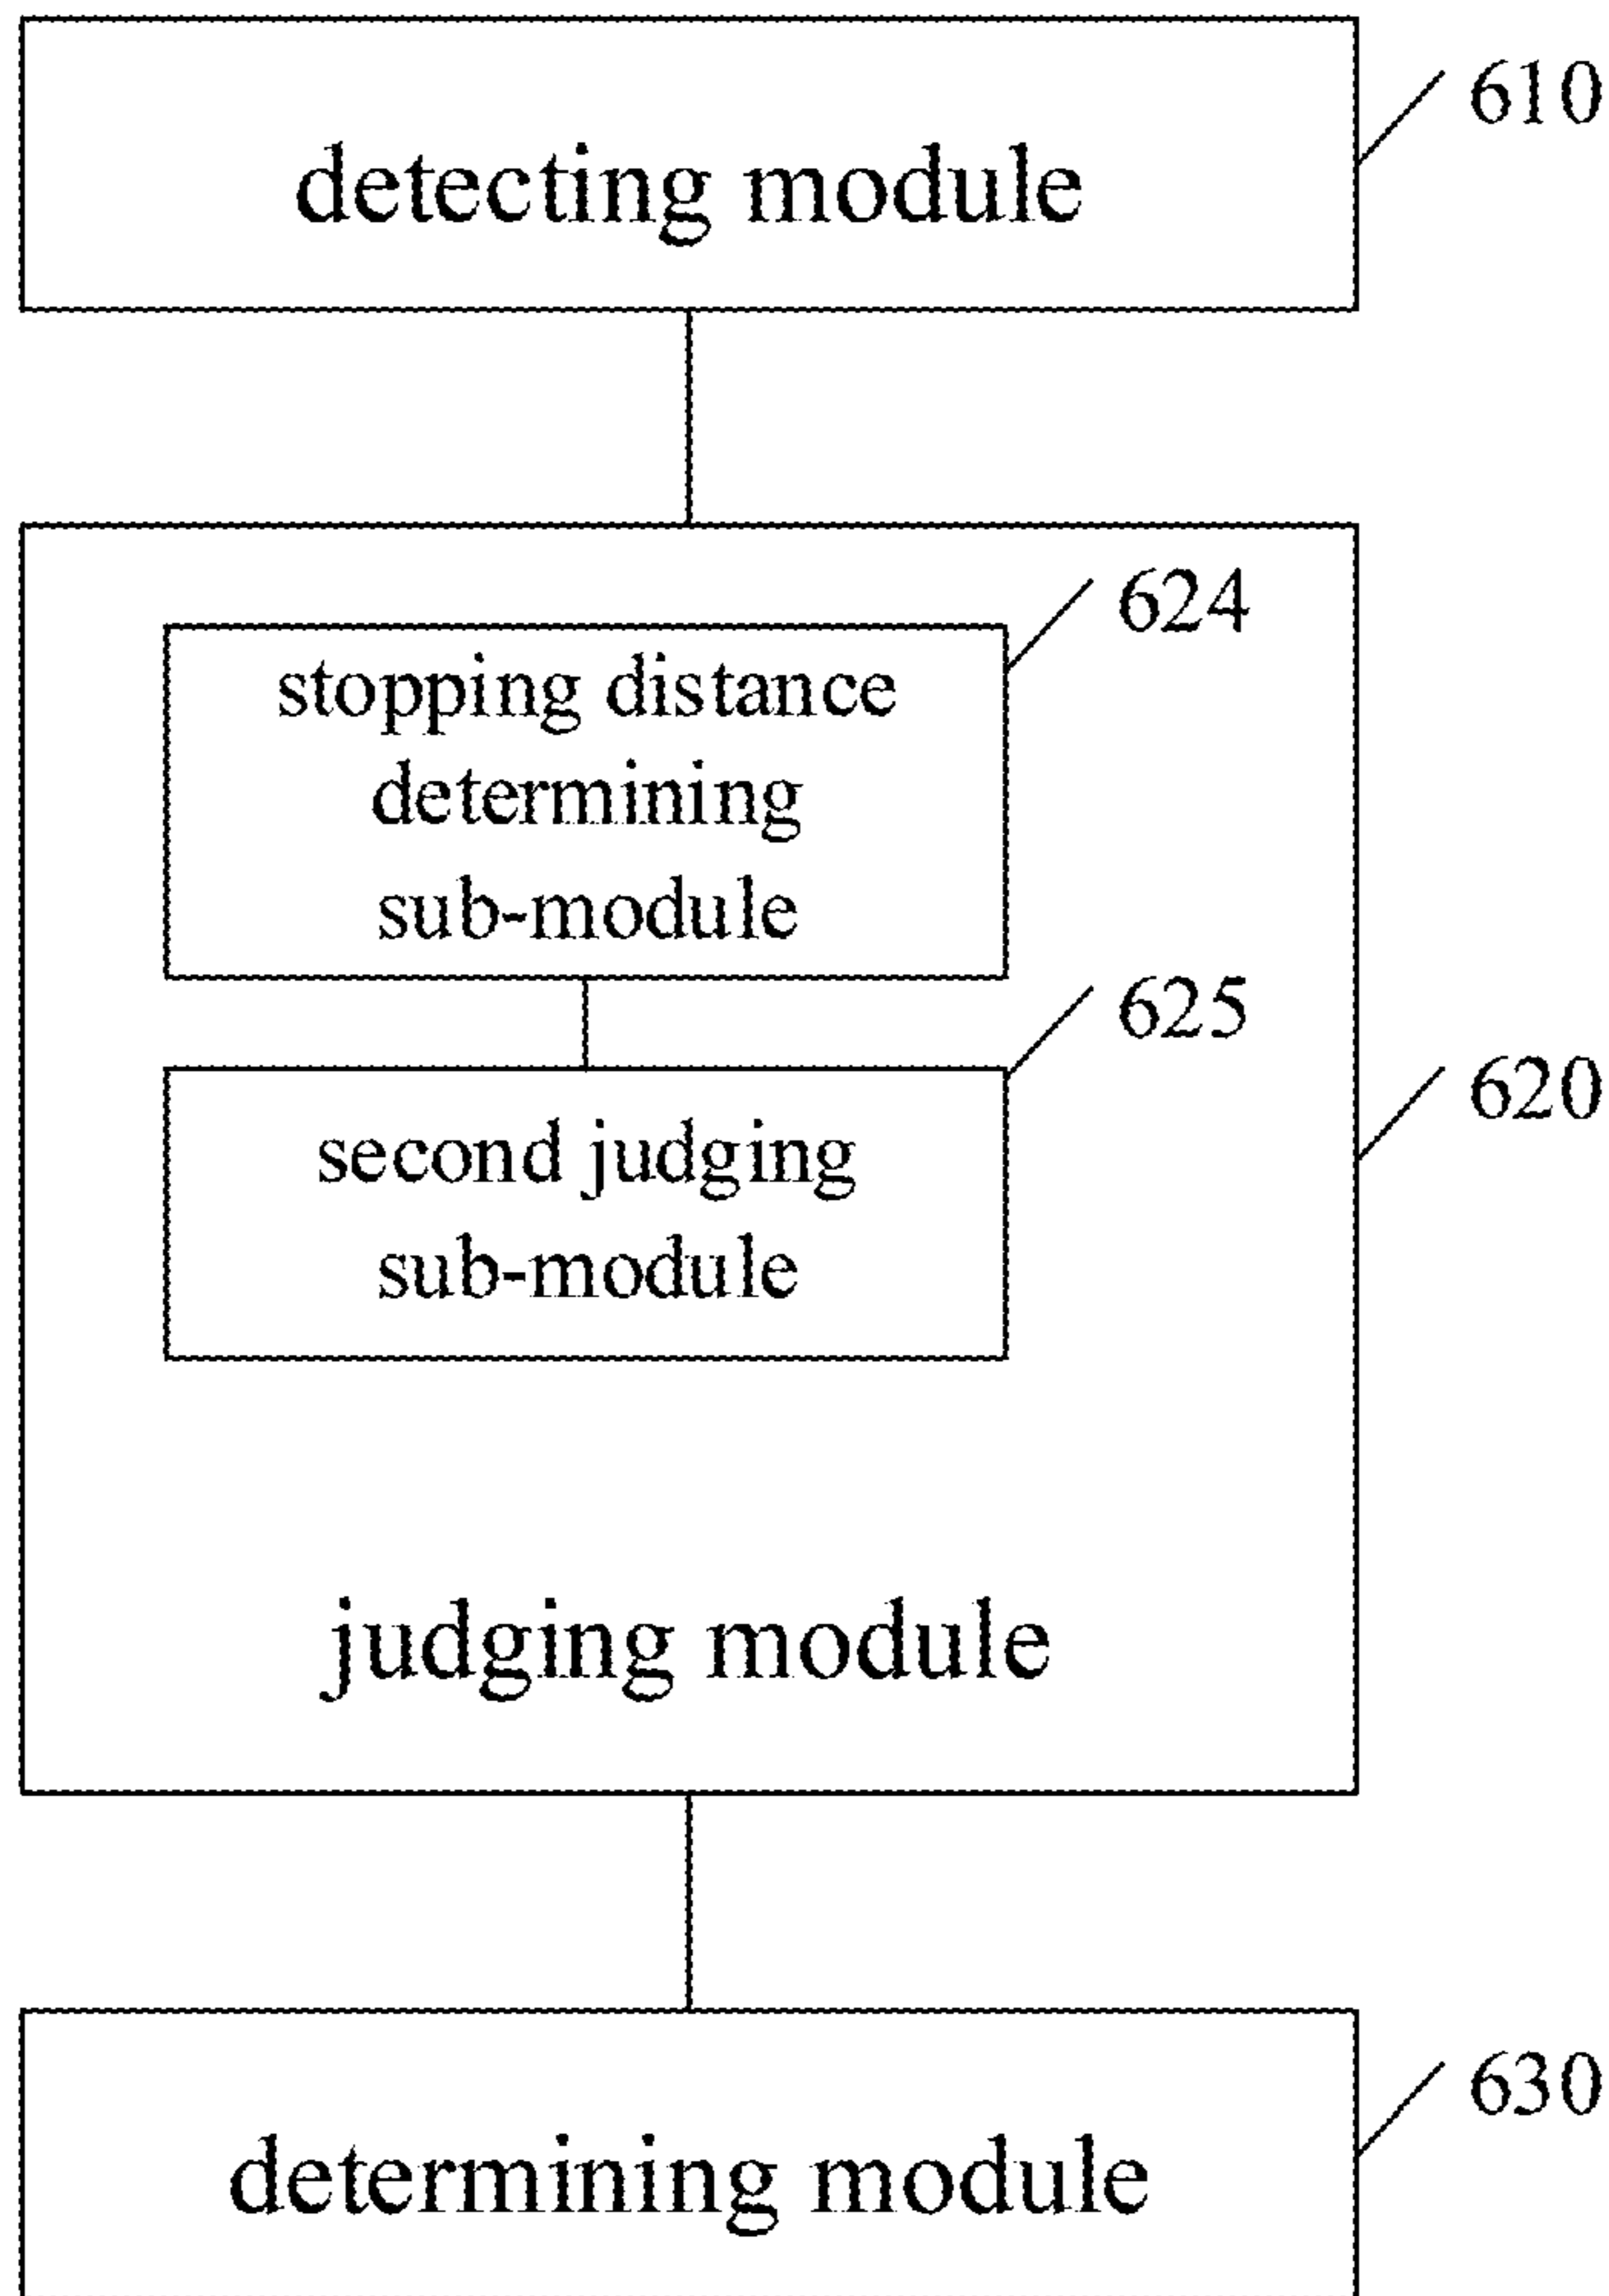 610
detecting module
624
stopping distance
determining
sub-module
625
second judging
sub-module
620
judging module
630
determining module